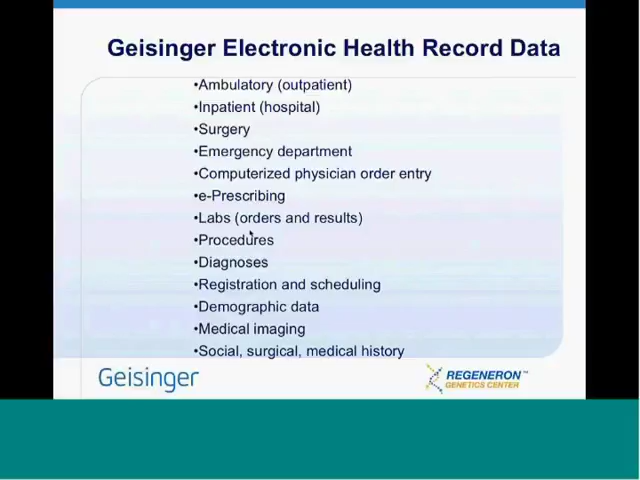 Geisinger Electronic Health Record Data
•Ambulatory (outpatient)
•Inpatient (hospital)
•Surgery
•Emergency department
•Computerized physician order entry
•e-Prescribing
•Labs (orders and results)
•Procedures
•Diagnoses
•Registration and scheduling
•Demographic data
•Medical imaging
•Social, surgical, medical history
Geisinger
REGENERON™
GENETICS CENTER